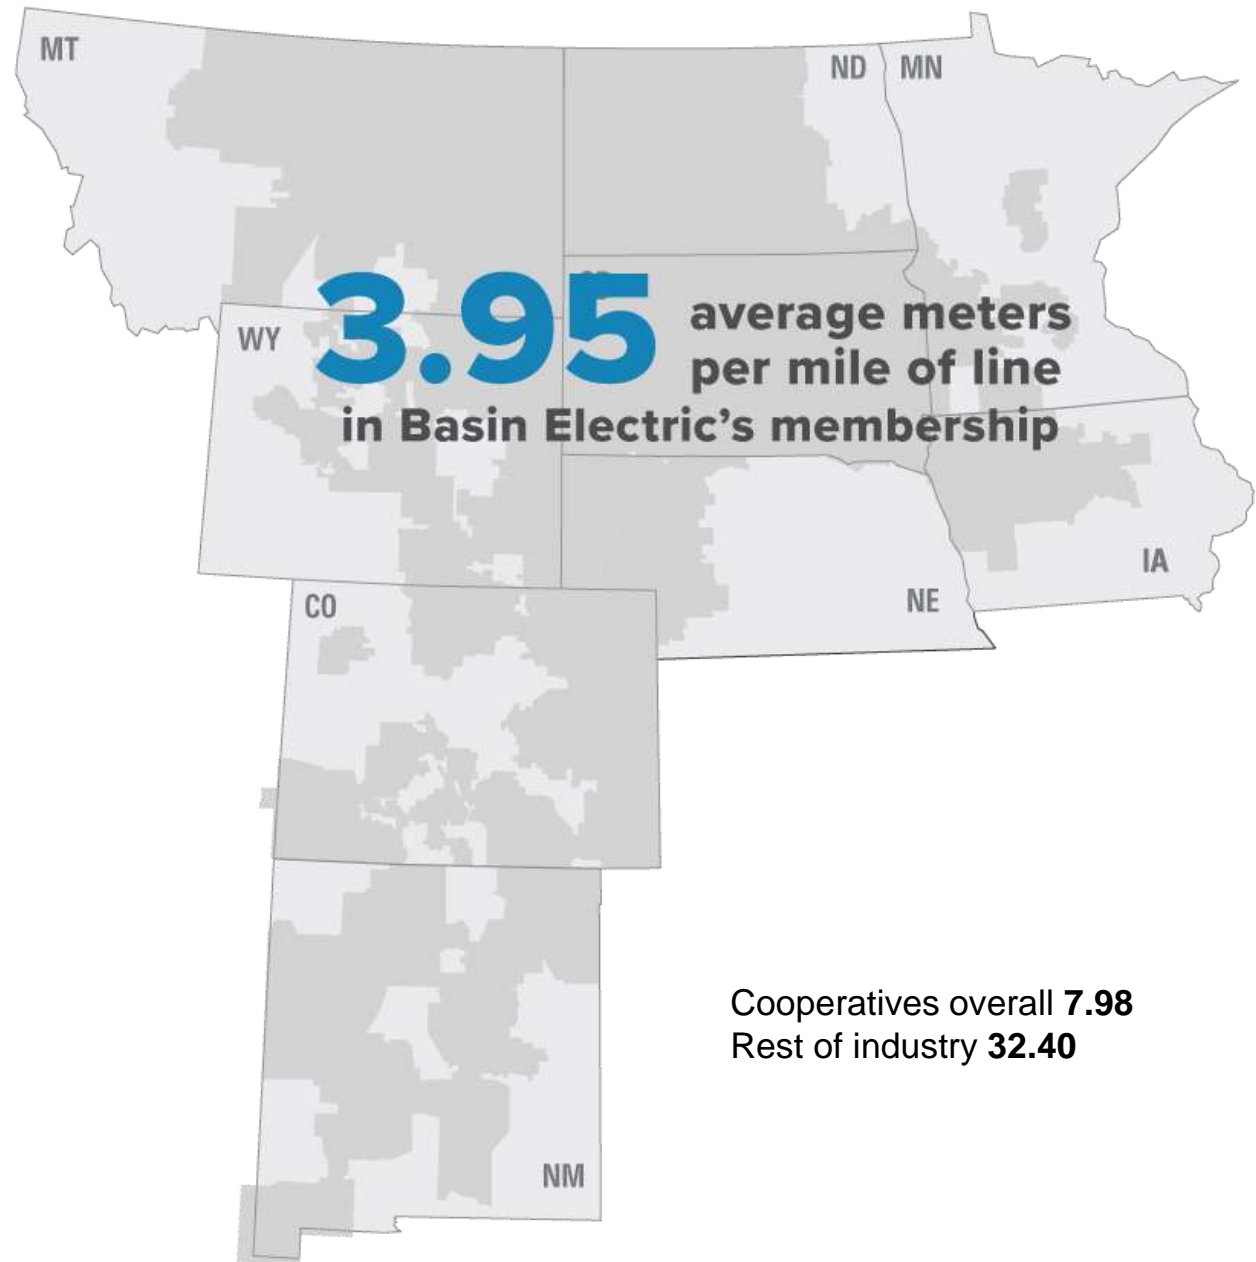 MT
ND
MN
WY
3.95
average meters
per mile of line
in Basin Electric's membership
IA
NE
CO
Cooperatives overall 7.98
Rest of industry 32.40
NM